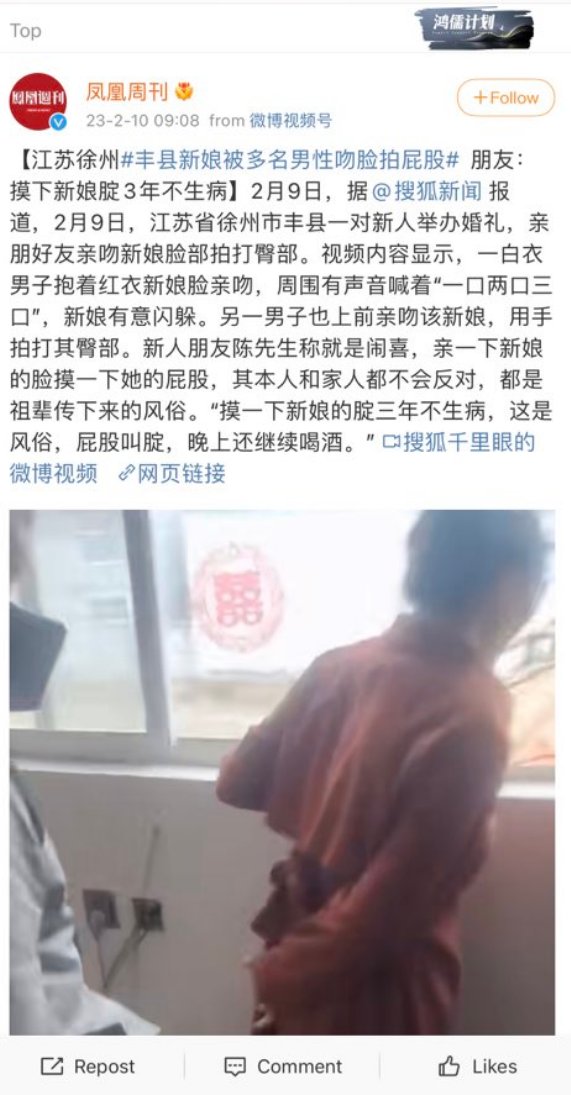 Top
鸿儒计划
鳳凰週刊
凤凰周刊
+Follow
23-2-10 09:08 from 微博视频号
【江苏徐州#丰县新娘被多名男性吻脸拍屁股# 朋友：
摸下新娘腚3年不生病】2月9日，据@搜狐新闻 报
道，2月9日，江苏省徐州市丰县一对新人举办婚礼，亲
朋好友亲吻新娘脸部拍打臀部。视频内容显示，一白衣
男子抱着红衣新娘脸亲吻，周围有声音喊着“一口两口三
口”，新娘有意闪躲。另一男子也上前亲吻该新娘，用手
拍打其臀部。新人朋友陈先生称就是闹喜，亲一下新娘
的脸摸一下她的屁股，其本人和家人都不会反对，都是
祖辈传下来的风俗。“摸一下新娘的腚三年不生病，这是
风俗，屁股叫腚，晚上还继续喝酒。” 搜狐千里眼的
微博视频 网页链接
囍
Repost
Comment
Likes